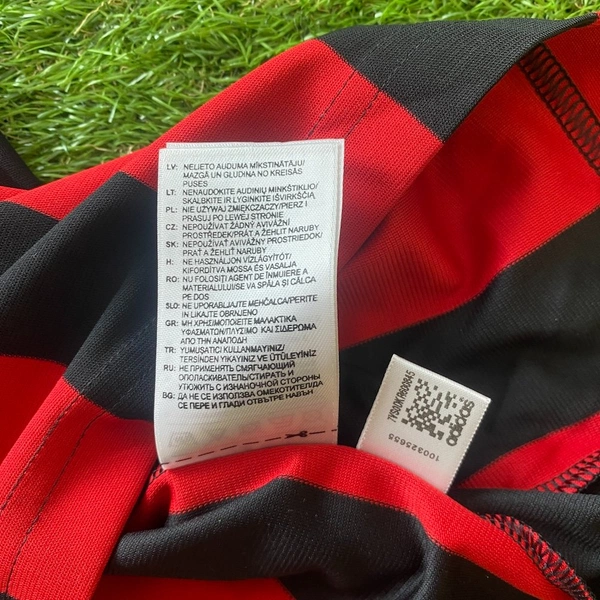 LV: NELIETO AUDUMA MĪKSTINĀTĀJU/
MAZGĀ UN GLUDINA NO KREISĀS
PUSES
LT: NENAUDOKITE AUDINIŲ MINKŠTIKLIO/
SKALBKITE IR LYGINKITE IŠVIRKŠČIĄ
PL: NIE UŻYWAJ ZMIĘKCZACZY/PIERZ I
PRASUJ PO LEWEJ STRONIE
CZ: NEPOUŽÍVAT ŽÁDNÝ AVIVÁŽNÍ
PROSTŘEDEK/PRÁT A ŽEHLIT NARUBY
SK: NEPOUŽÍVAŤ AVIVÁŽNY PROSTRIEDOK/
PRAŤ A ŽEHLIŤ NARUBY
H: NE HASZNÁLJON VÍZLÁGYÍTÓT/
KIFORDÍTVA MOSSA ÉS VASALJA
RO: NU FOLOSIȚI AGENT DE ÎNMUIERE A
MATERIALULUI/SE VA SPĂLA ȘI CĂLCA
PE DOS
SLO: NE UPORABLJAJTE MEHČALCA/PERITE
IN LIKAJTE OBRNJENO
GR: ΜΗ ΧΡΗΣΙΜΟΠΟΙΕΙΤΕ ΜΑΛΑΚΤΙΚΑ
ΥΦΑΣΜΑΤΩΝ/ΠΛΥΣΙΜΟ ΚΑΙ ΣΙΔΕΡΩΜΑ
ΑΠΟ ΤΗΝ ΑΝΑΠΟΔΗ
TR: YUMUŞATICI KULLANMAYINIZ/
TERSİNDEN YIKAYINIZ VE ÜTÜLEYİNİZ
RU: НЕ ПРИМЕНЯТЬ СМЯГЧАЮЩИЙ
ОПОЛАСКИВАТЕЛЬ/СТИРАТЬ И
УТЮЖИТЬ С ИЗНАНОЧНОЙ СТОРОНЫ
BG: ДА НЕ СЕ ИЗПОЛЗВА ОМЕКОТИТЕЛ/ДА
СЕ ПЕРЕ И ГЛАДИ ОТВЪТРЕ НАВЪН
adidas
100325655